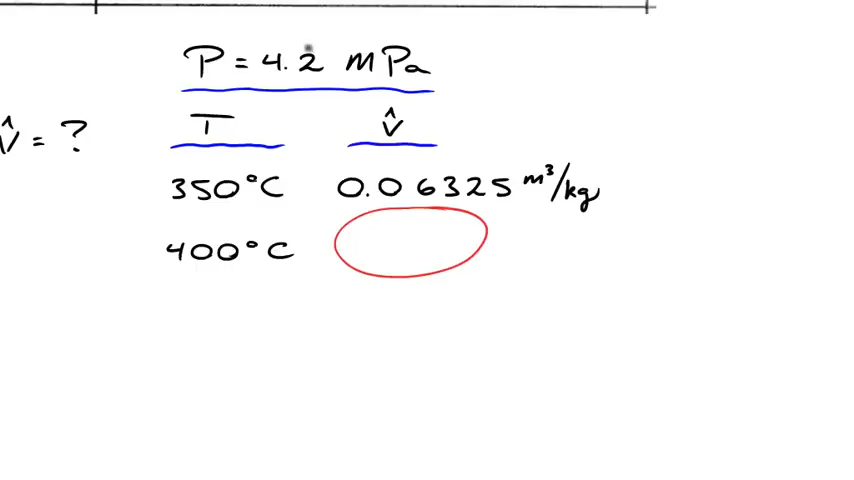 P = 4.2 mPa
T v̂
v̂ = ?
350°C 0.06325 m³/kg
400°C